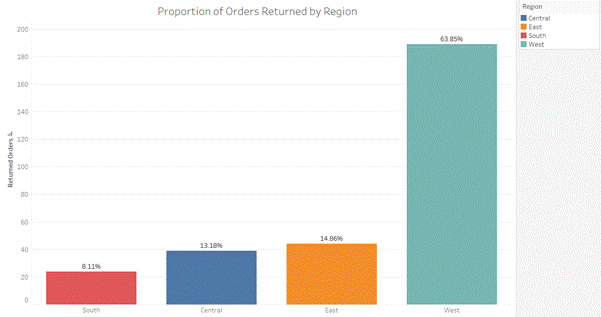 Proportion of Orders Returned by Region
Region
Central
East
South
West
Returned Orders
200
180
160
140
120
100
80
60
40
20
0
8.11%
13.18%
14.86%
63.85%
South
Central
East
West